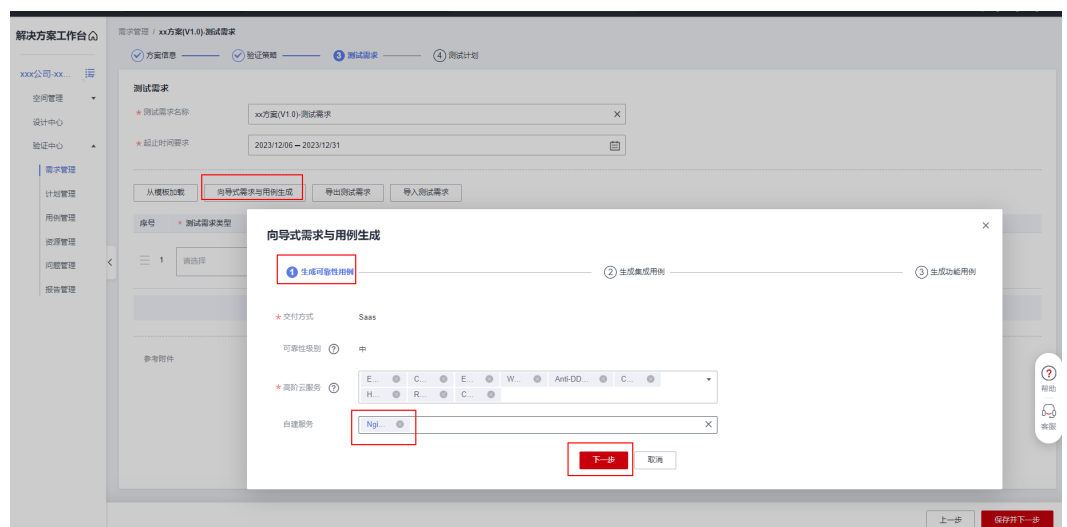 解决方案工作台
需求管理 / xx方案(V1.0)-测试需求
方案信息
验证策略
3 测试需求
4 测试计划
xxx公司-xx...
空间管理
设计中心
验证中心
需求管理
计划管理
用例管理
资源管理
问题管理
报告管理
测试需求
* 测试需求名称
xx方案(V1.0)-测试需求
* 起止时间要求
2023/12/06 – 2023/12/31
从模板加载
向导式需求与用例生成
导出测试需求
导入测试需求
序号
* 测试需求类型
1
请选择
参考附件
向导式需求与用例生成
1 生成可靠性用例
2 生成集成用例
3 生成功能用例
* 交付方式
Saas
可靠性级别 ?
中
* 高阶云服务 ?
E... C... E... W... Anti-DD... C...
H... R... C...
自建服务
Ngi...
下一步
取消
?
帮助
客服
上一步
保存并下一步